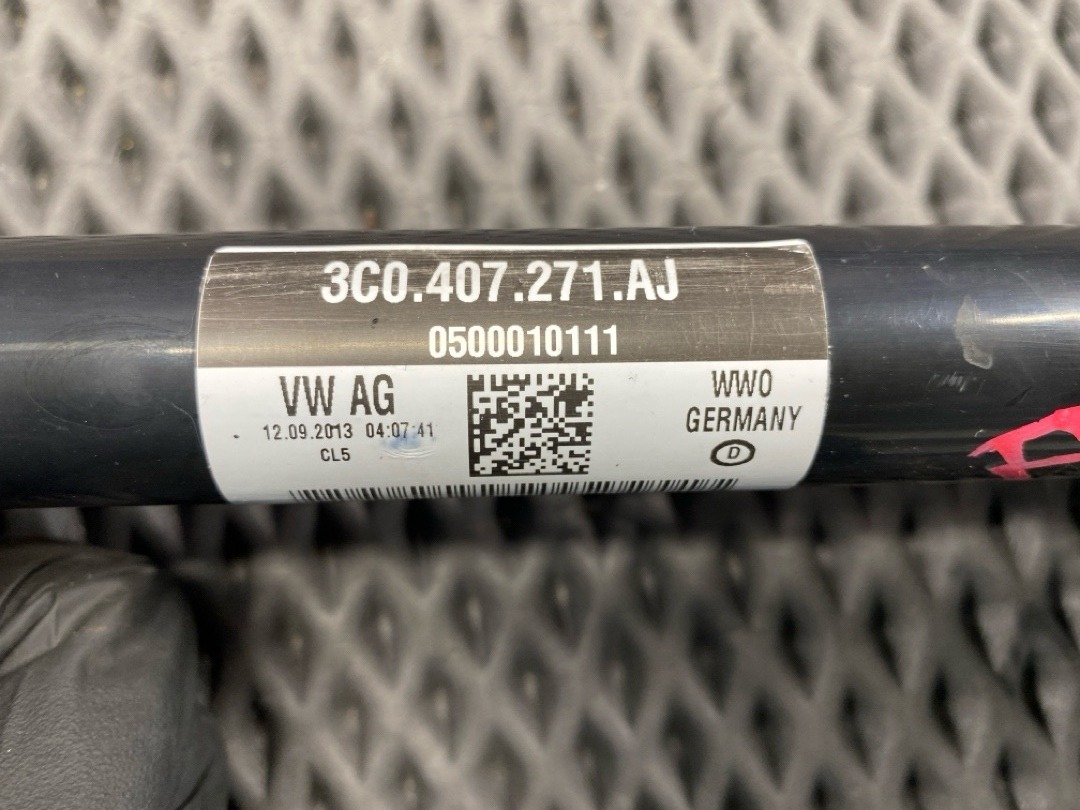 3C0.407.271.AJ
0500010111
VW AG
12.09.2013 04:07:41
CL5
WWO
GERMANY
D